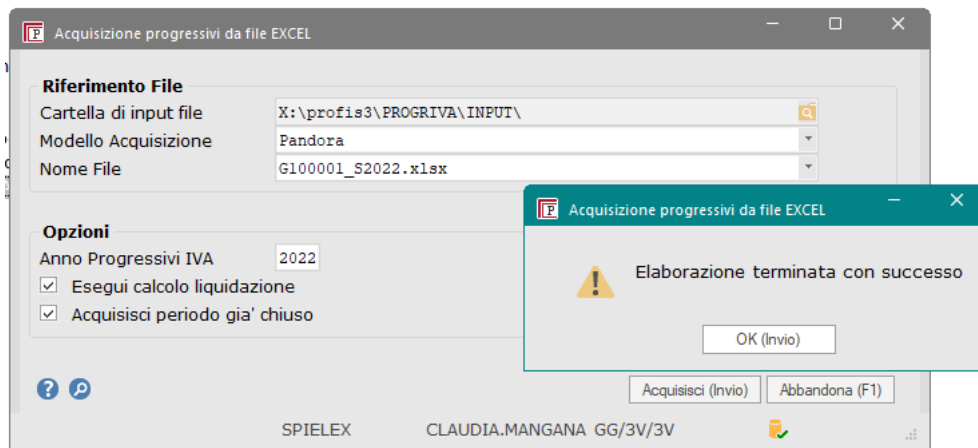 Acquisizione progressivi da file EXCEL
Riferimento File
Cartella di input file X:\profis3\PROGRIVA\INPUT\
Modello Acquisizione Pandora
Nome File G100001_S2022.xlsx
Acquisizione progressivi da file EXCEL
Opzioni
Anno Progressivi IVA 2022
Elaborazione terminata con successo
Esegui calcolo liquidazione
Acquisisci periodo gia' chiuso
OK (Invio)
Acquisisci (Invio) Abbandona (F1)
SPIELEX CLAUDIA.MANGANA GG/3V/3V